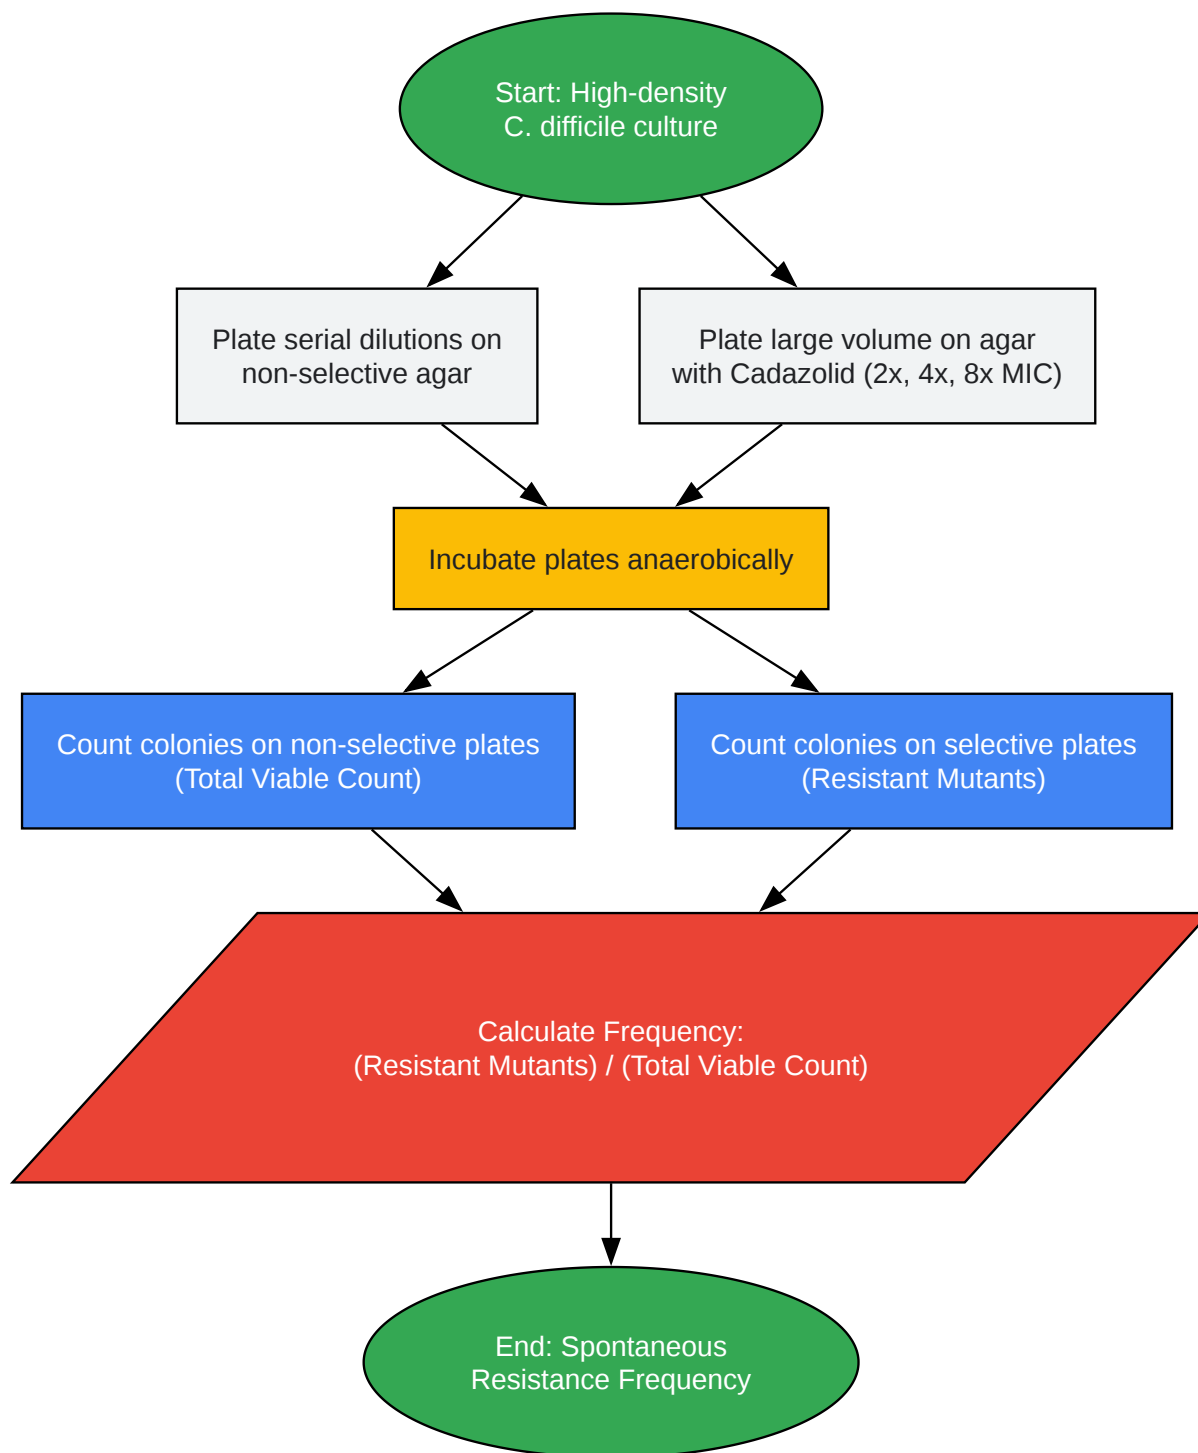 Start: High-density
C. difficile culture
Plate serial dilutions on
non-selective agar
Plate large volume on agar
with Cadazolid (2x, 4x, 8x MIC)
Incubate plates anaerobically
Count colonies on non-selective plates
(Total Viable Count)
Count colonies on selective plates
(Resistant Mutants)
Calculate Frequency:
(Resistant Mutants) / (Total Viable Count)
End: Spontaneous
Resistance Frequency